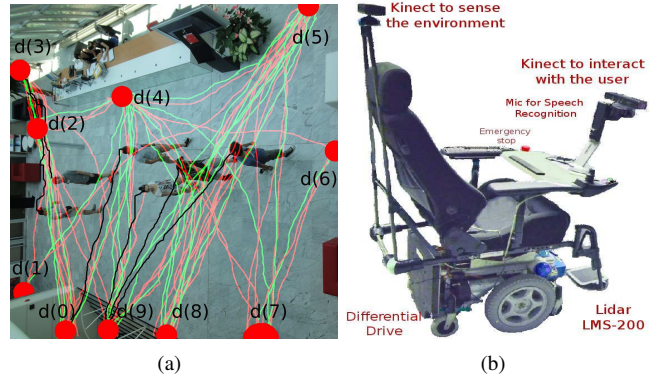 d(3)
d(5)
d(4)
d(2)
d(6)
d(1)
d(0)
d(9)
d(8)
d(7)
Kinect to sense
the environment
Kinect to interact
with the user
Mic for Speech
Recognition
Emergency
stop
Differential
Drive
Lidar
LMS-200
(a)
(b)